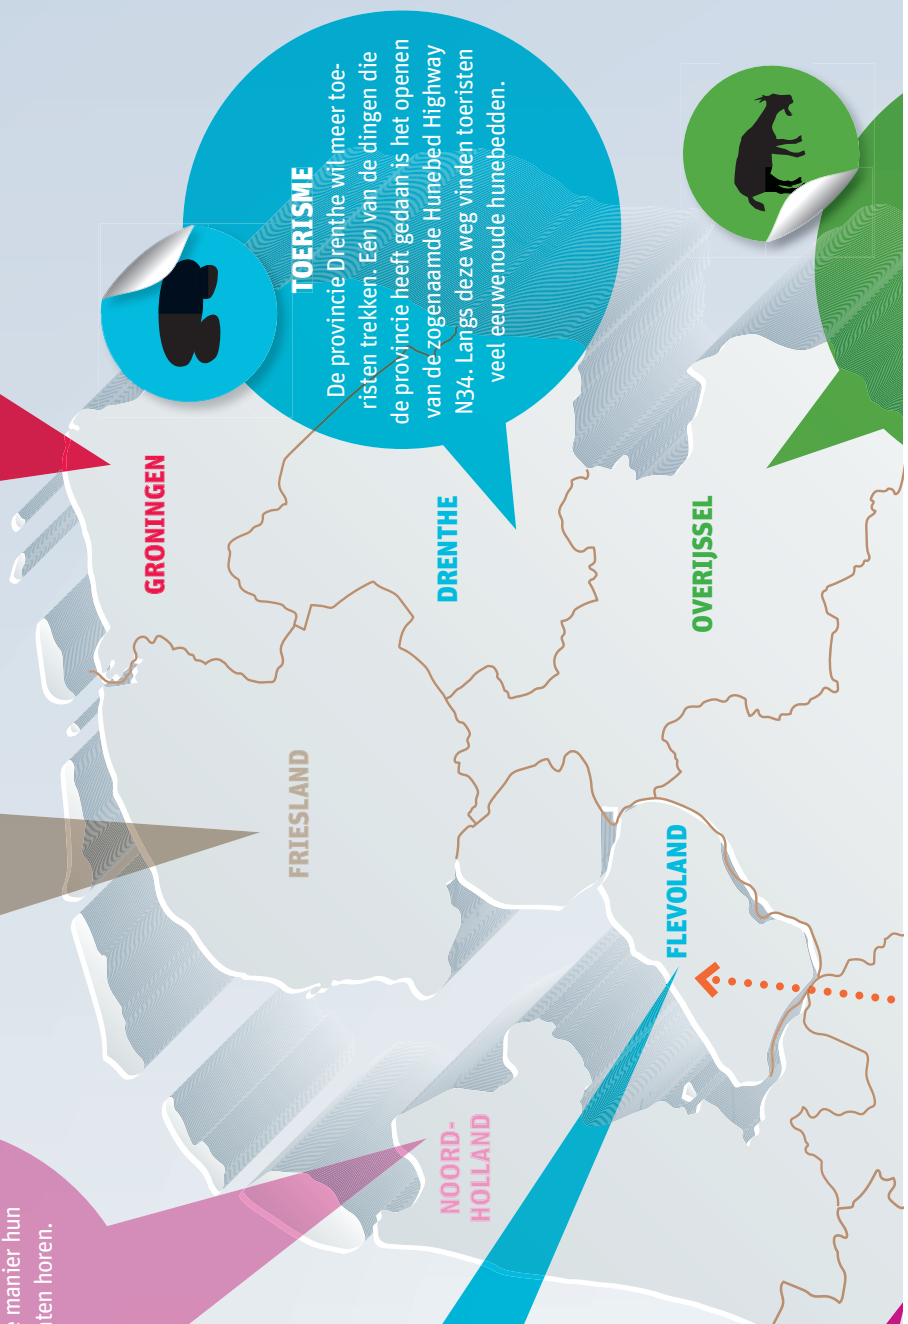 manier hun
ten horen.
TOERISME
De provincie Drenthe wil meer toe-
risten trekken. Eén van de dingen die
de provincie heeft gedaan is het openen
van de zogenaamde Hunebed Highway
N34. Langs deze weg vinden toeristen
veel eeuwenoude hunebedden.
GRONINGEN
FRIESLAND
DRENTHE
OVERIJSSEL
FLEVOLAND
NOORD-
HOLLAND